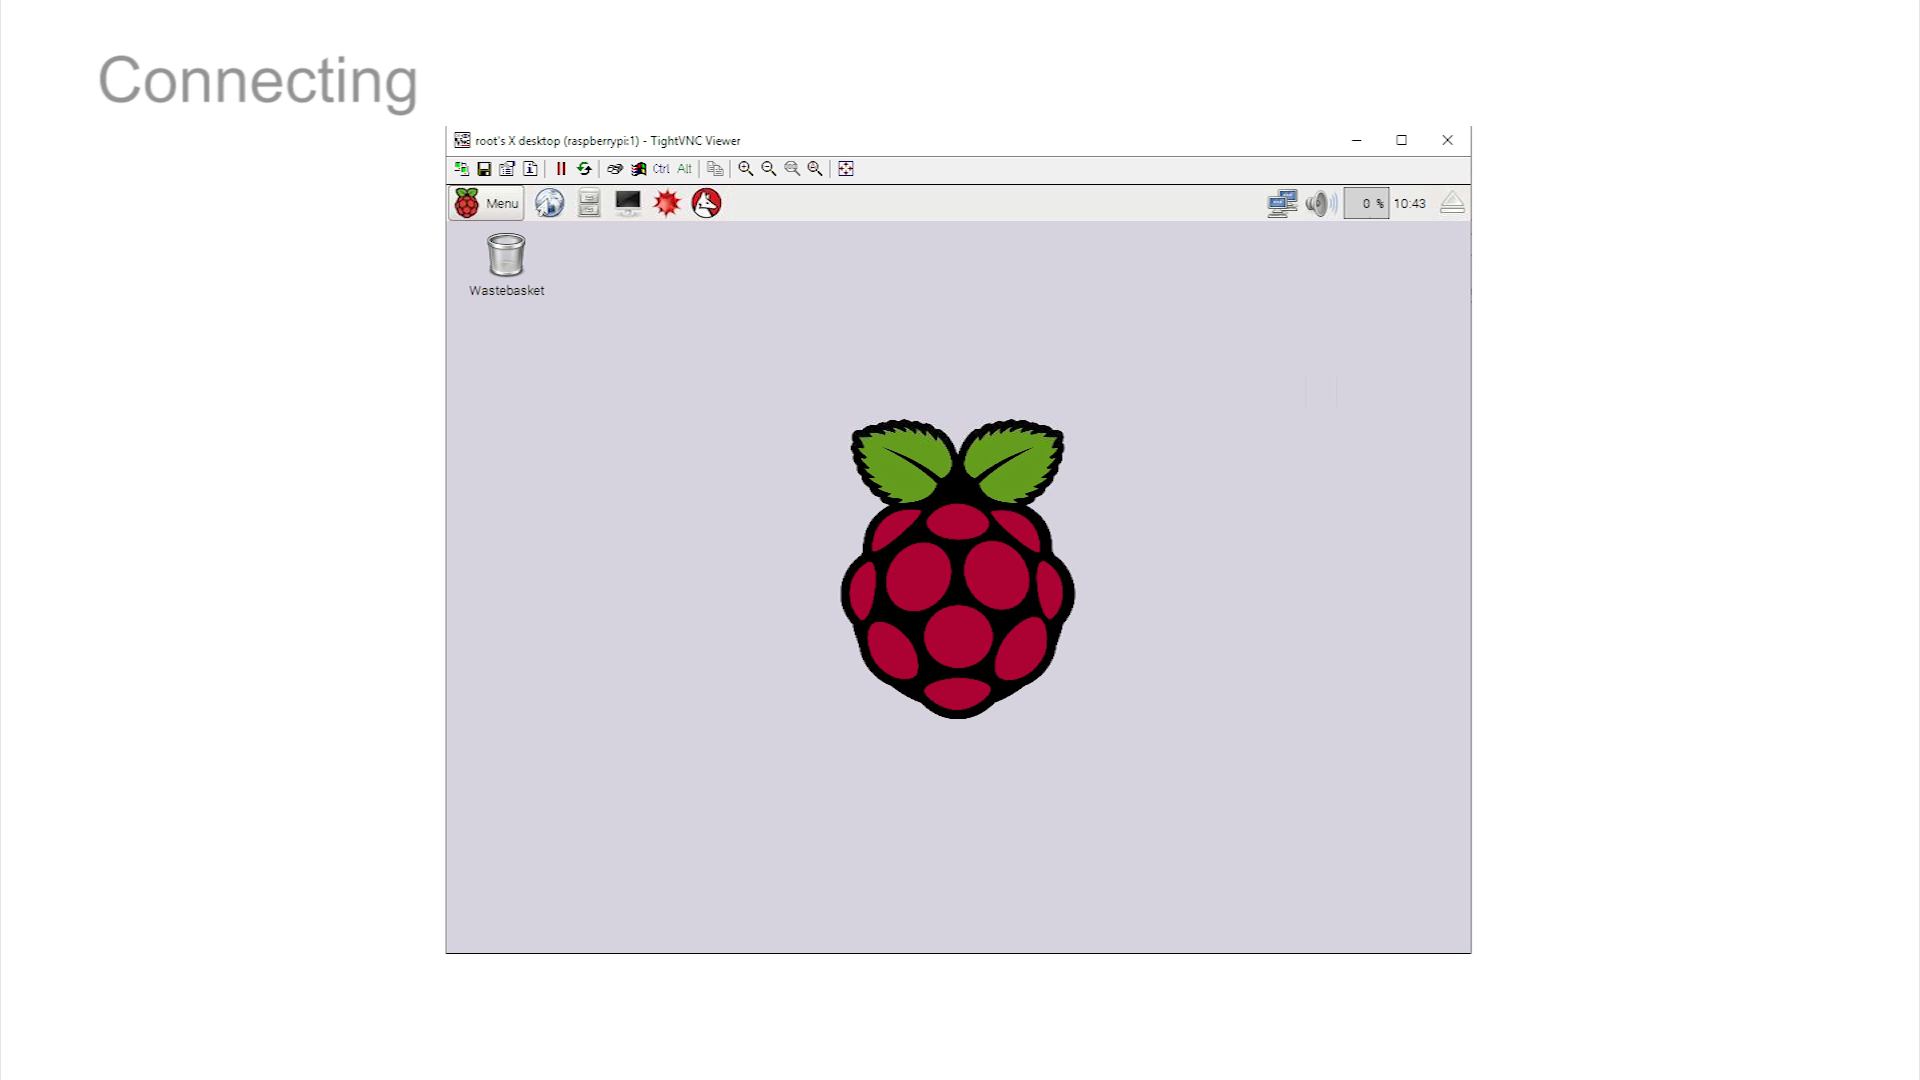 Connecting
root's X desktop (raspberrypi:1) - TightVNC Viewer
Ctrl Alt
Menu
0 % 10:43
Wastebasket